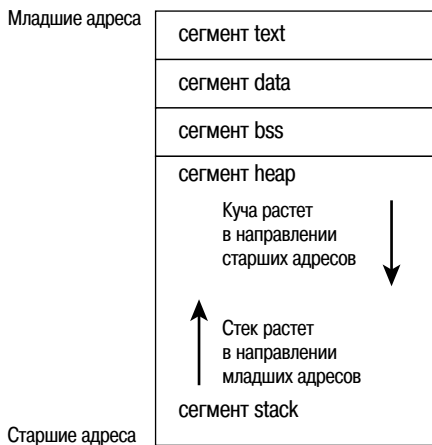 Младшие адреса
сегмент text
сегмент data
сегмент bss
сегмент heap
Куча растет
в направлении
старших адресов
Стек растет
в направлении
младших адресов
сегмент stack
Старшие адреса